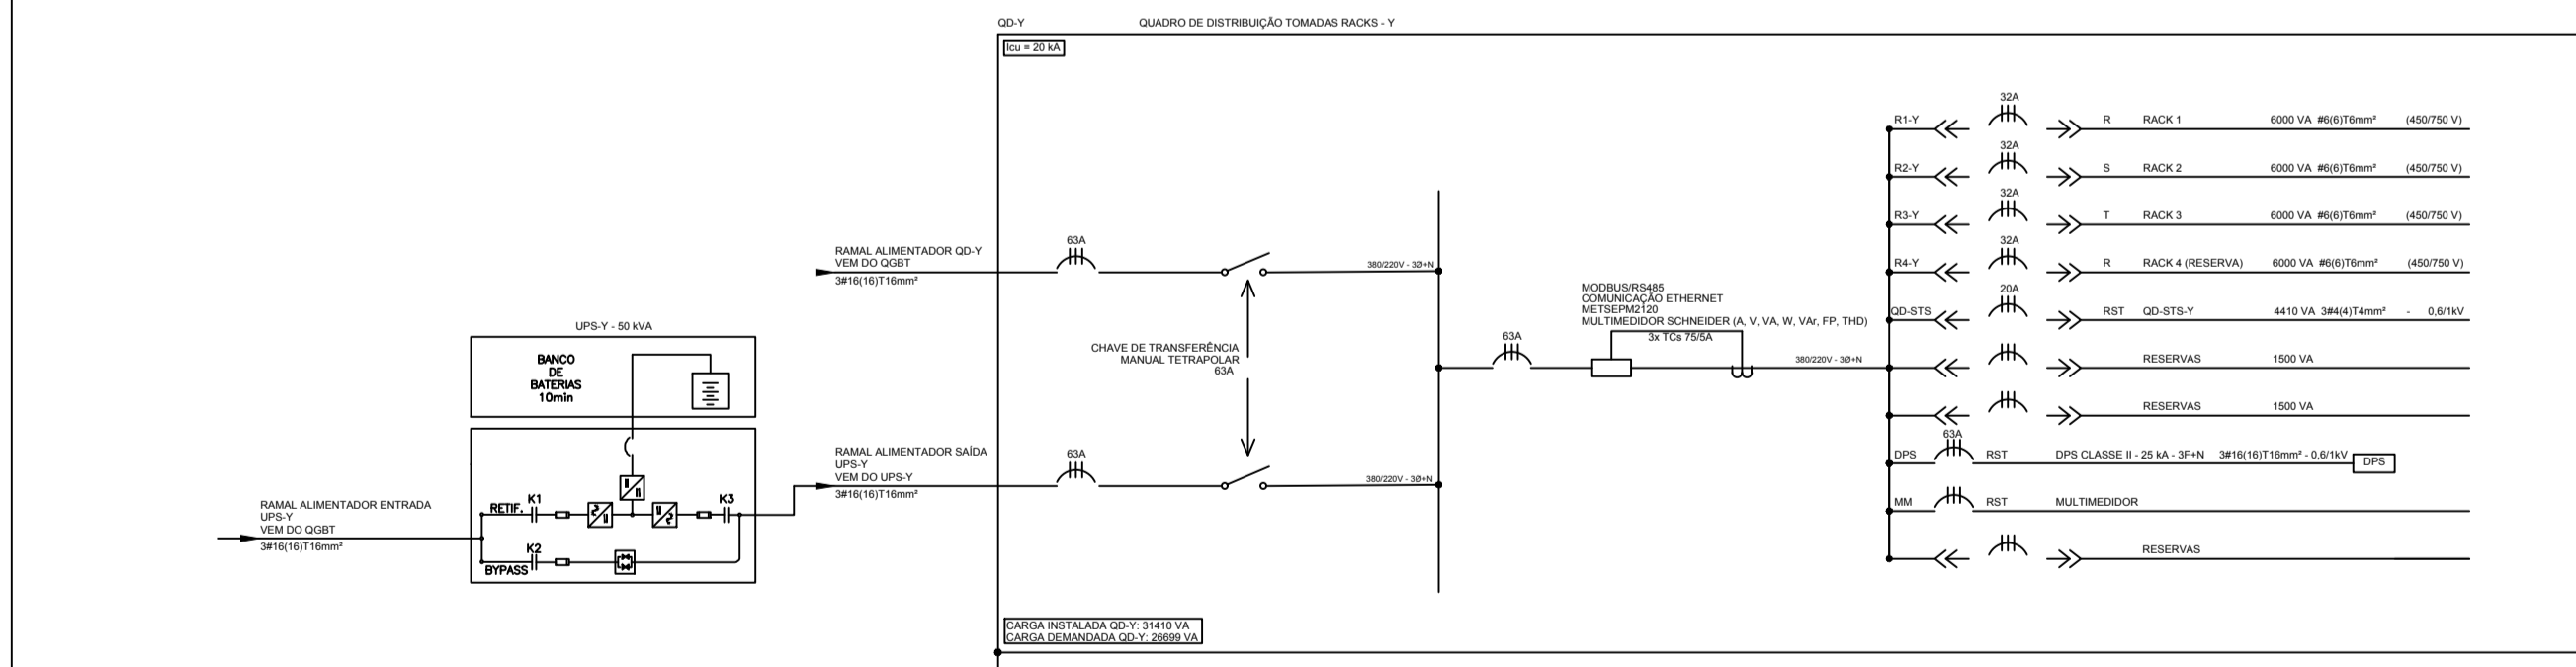 QD-Y QUADRO DE DISTRIBUIÇÃO TOMADAS RACKS - Y
Icu = 20 kA
UPS-Y - 50 kVA
BANCO
DE
BATERIAS
10min
RETIF.
K1
K3
K2
BYPASS
RAMAL ALIMENTADOR ENTRADA
UPS-Y
VEM DO QGBT
3#16(16)T16mm²
RAMAL ALIMENTADOR QD-Y
VEM DO QGBT
3#16(16)T16mm²
RAMAL ALIMENTADOR SAÍDA
UPS-Y
VEM DO UPS-Y
3#16(16)T16mm²
63A
63A
CHAVE DE TRANSFERÊNCIA
MANUAL TETRAPOLAR
63A
380/220V - 3Ø+N
380/220V - 3Ø+N
63A
MODBUS/RS485
COMUNICAÇÃO ETHERNET
METSEPM2120
MULTIMEDIDOR SCHNEIDER (A, V, VA, W, VAr, FP, THD)
3x TCs 75/5A
380/220V - 3Ø+N
32A
R1-Y R RACK 1 6000 VA #6(6)T6mm² (450/750 V)
32A
R2-Y S RACK 2 6000 VA #6(6)T6mm² (450/750 V)
32A
R3-Y T RACK 3 6000 VA #6(6)T6mm² (450/750 V)
32A
R4-Y R RACK 4 (RESERVA) 6000 VA #6(6)T6mm² (450/750 V)
20A
QD-STS RST QD-STS-Y 4410 VA 3#4(4)T4mm² - 0,6/1kV
RESERVAS 1500 VA
RESERVAS 1500 VA
63A
DPS RST DPS CLASSE II - 25 kA - 3F+N 3#16(16)T16mm² - 0,6/1kV DPS
MM RST MULTIMEDIDOR
RESERVAS
CARGA INSTALADA QD-Y: 31410 VA
CARGA DEMANDADA QD-Y: 26699 VA